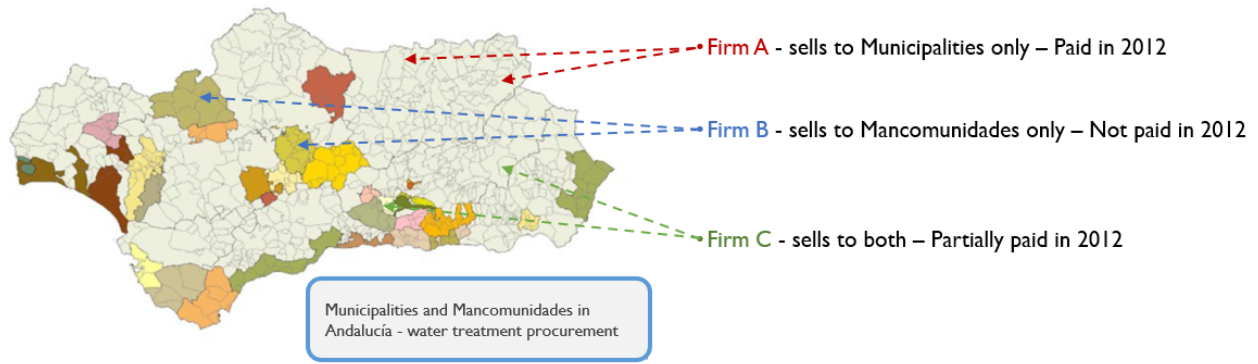 Firm A - sells to Municipalities only – Paid in 2012
Firm B - sells to Mancomunidades only – Not paid in 2012
Firm C - sells to both – Partially paid in 2012
Municipalities and Mancomunidades in
Andalucía - water treatment procurement